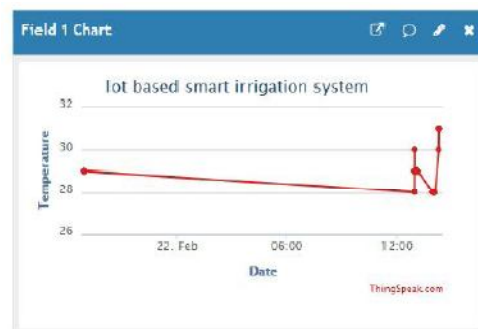 Field 1 Chart
Iot based smart irrigation system
32
30
28
26
Temperature
22. Feb
06:00
12:00
Date
ThingSpeak.com